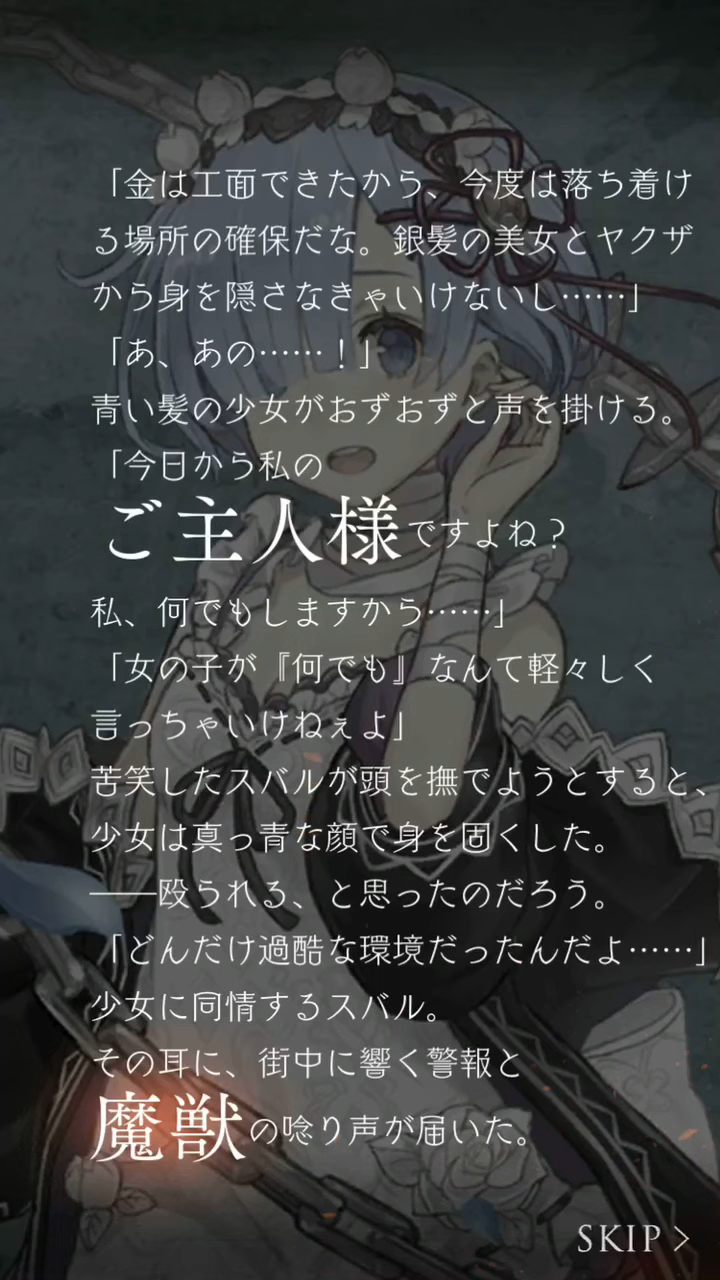 「金は工面できたから、今度は落ち着け
る場所の確保だな。銀髪の美女とヤクザ
から身を隠さなきゃいけないし……」
「あ、あの……！」
青い髪の少女がおずおずと声を掛ける。
「今日から私の
ご主人様ですよね？
私、何でもしますから……」
「女の子が『何でも』なんて軽々しく
言っちゃいけねぇよ」
苦笑したスバルが頭を撫でようとすると、
少女は真っ青な顔で身を固くした。
――殴られる、と思ったのだろう。
「どんだけ過酷な環境だったんだよ……」
少女に同情するスバル。
その耳に、街中に響く警報と
魔獣の唸り声が届いた。
SKIP >